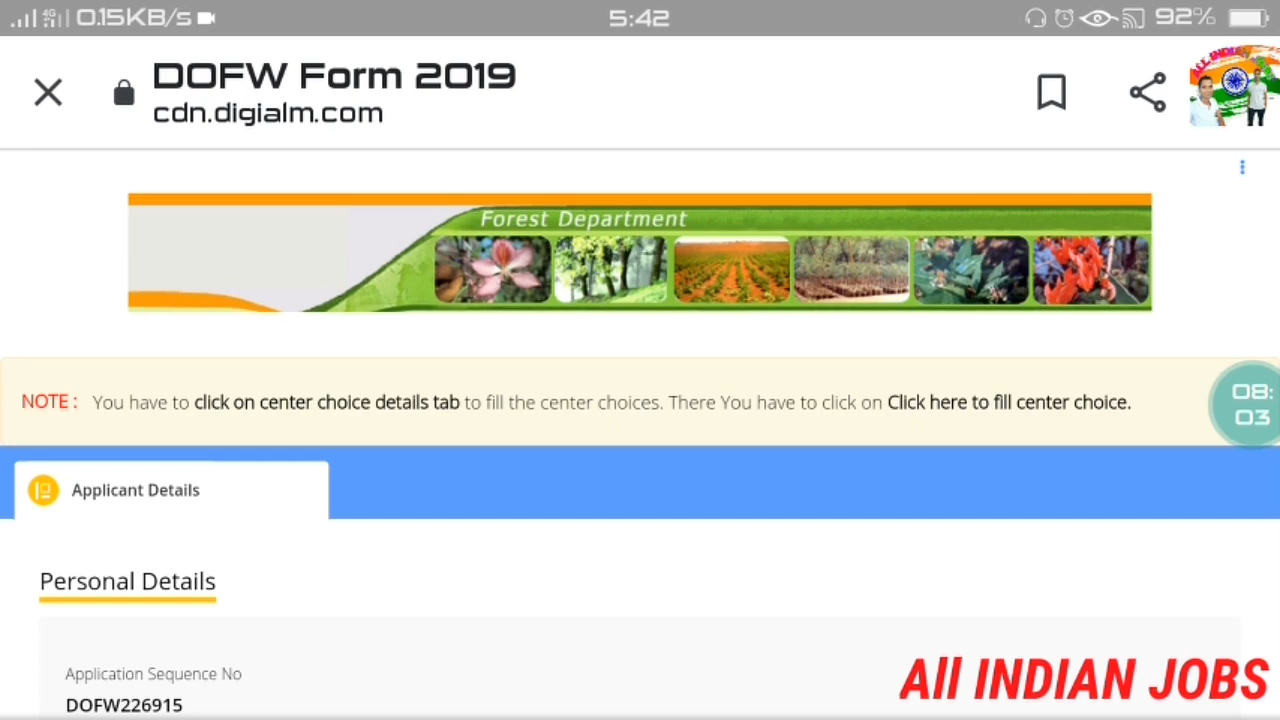 4G 0.15KB/s 5:42 92%
DOFW Form 2019
cdn.digialm.com
Forest Department
NOTE : You have to click on center choice details tab to fill the center choices. There You have to click on Click here to fill center choice.
08:
03
Applicant Details
Personal Details
Application Sequence No
DOFW226915
All INDIAN JOBS